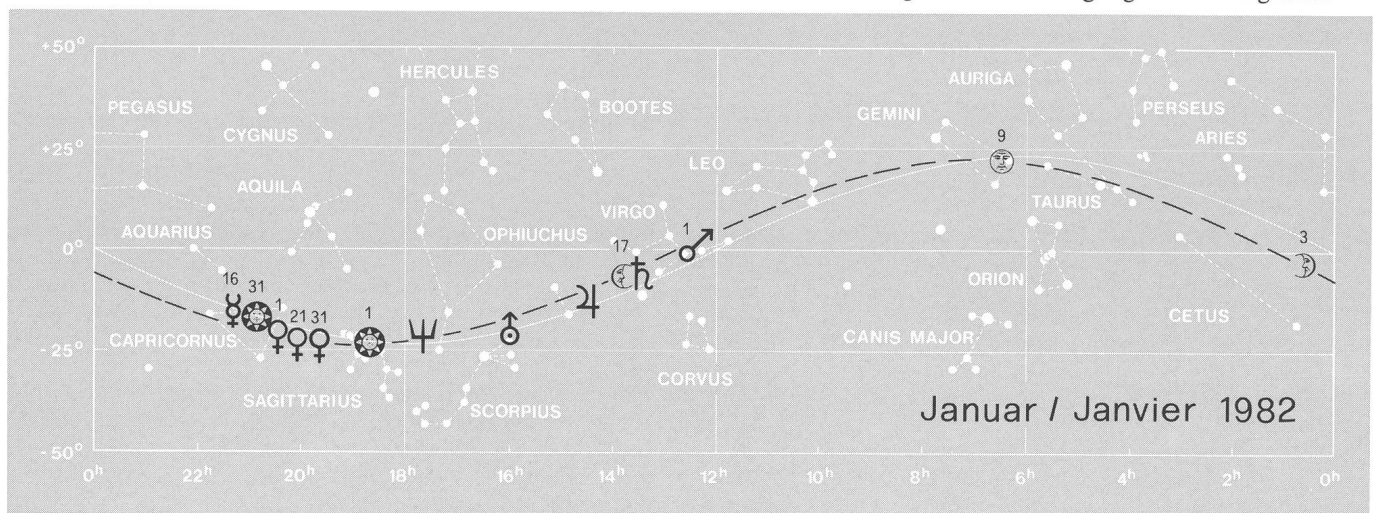 +50°
HERCULES
AURIGA
PEGASUS
BOOTES
GEMINI
PERSEUS
CYGNUS
9
ARIES
+25°
LEO
AQUILA
TAURUS
VIRGO
AQUARIUS
OPHIUCHUS
17
1
3
0°
16
31
1
21
31
1
ORION
CETUS
CAPRICORNUS
CANIS MAJOR
-25°
CORVUS
SAGITTARIUS
SCORPIUS
Januar / Janvier 1982
-50°
0h 22h 20h 18h 16h 14h 12h 10h 8h 6h 4h 2h 0h